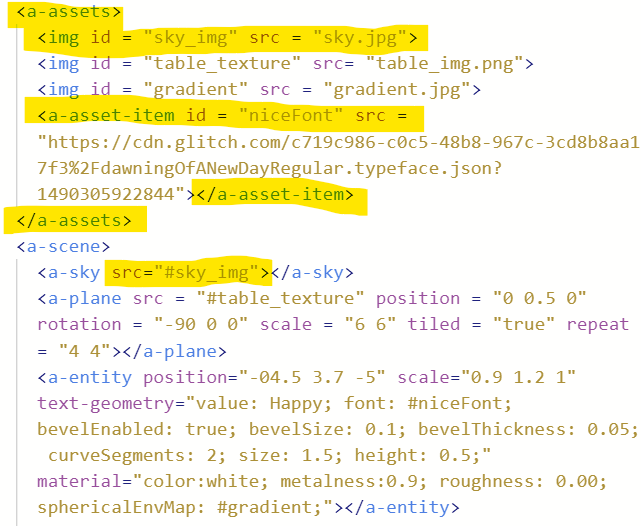 <a-assets>
<img id = "sky_img" src = "sky.jpg">
<img id = "table_texture" src= "table_img.png">
<img id = "gradient" src = "gradient.jpg">
<a-asset-item id = "niceFont" src =
"https://cdn.glitch.com/c719c986-c0c5-48b8-967c-3cd8b8aa1
7f3%2FdawningOfANewDayRegular.typeface.json?
1490305922844"></a-asset-item>
</a-assets>
<a-scene>
<a-sky src="#sky_img"></a-sky>
<a-plane src = "#table_texture" position = "0 0.5 0"
rotation = "-90 0 0" scale = "6 6" tiled = "true" repeat
= "4 4"></a-plane>
<a-entity position="-04.5 3.7 -5" scale="0.9 1.2 1"
text-geometry="value: Happy; font: #niceFont;
bevelEnabled: true; bevelSize: 0.1; bevelThickness: 0.05;
curveSegments: 2; size: 1.5; height: 0.5;"
material="color:white; metalness:0.9; roughness: 0.00;
sphericalEnvMap: #gradient;"></a-entity>